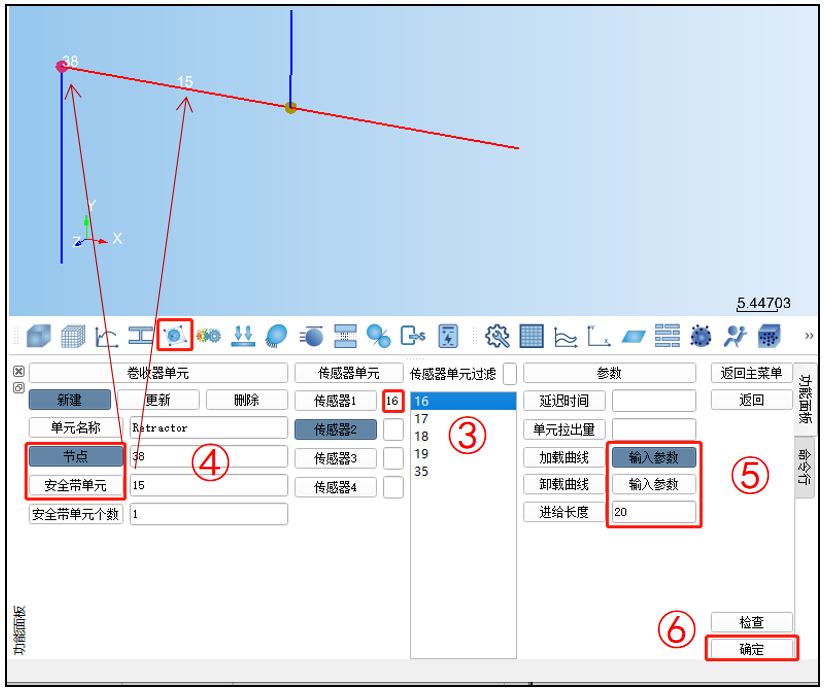 38
15
Y
Z
X
5.44703
»
卷收器单元
传感器单元
传感器单元过滤
参数
返回主菜单
新建
更新
删除
传感器1
16
16
延迟时间
返回
单元名称
Retractor
传感器2
17
单元拉出量
节点
38
传感器3
18
加载曲线
输入参数
安全带单元
15
传感器4
19
卸载曲线
输入参数
安全带单元个数
1
35
进给长度
20
③
④
⑤
⑥
检查
确定
功能面板
命令行
功能面板